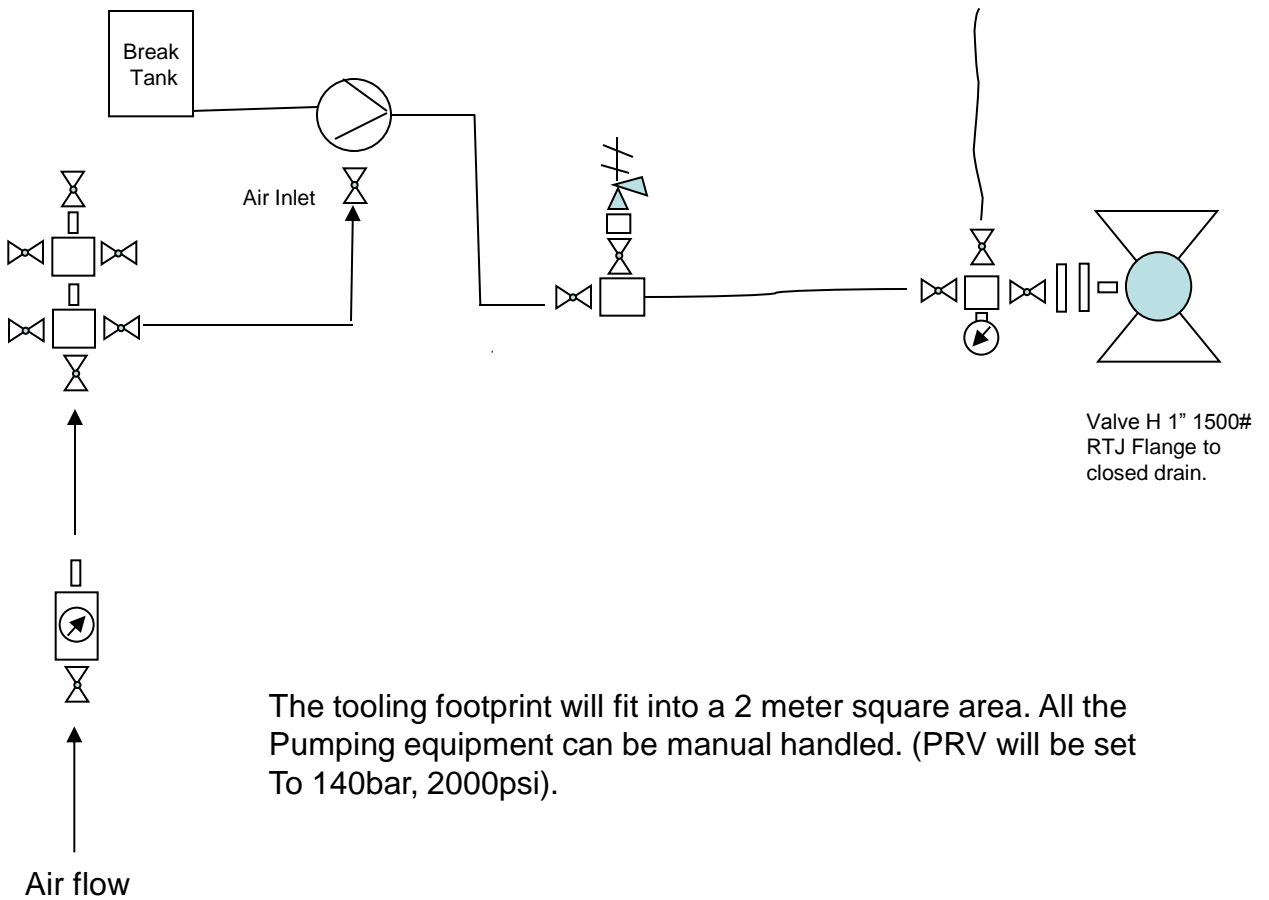 Break
Tank
Air Inlet
Valve H 1” 1500#
RTJ Flange to
closed drain.
The tooling footprint will fit into a 2 meter square area. All the
Pumping equipment can be manual handled. (PRV will be set
To 140bar, 2000psi).
Air flow